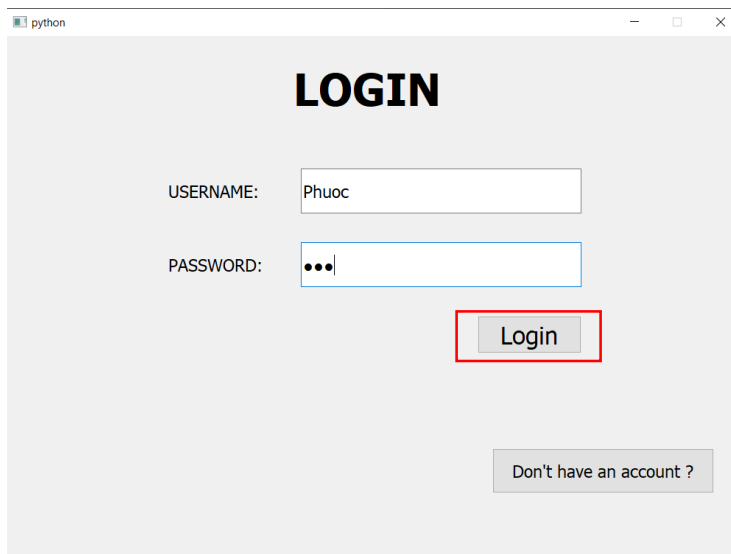 python
LOGIN
USERNAME: Phuoc
PASSWORD: ●●●
Login
Don't have an account ?